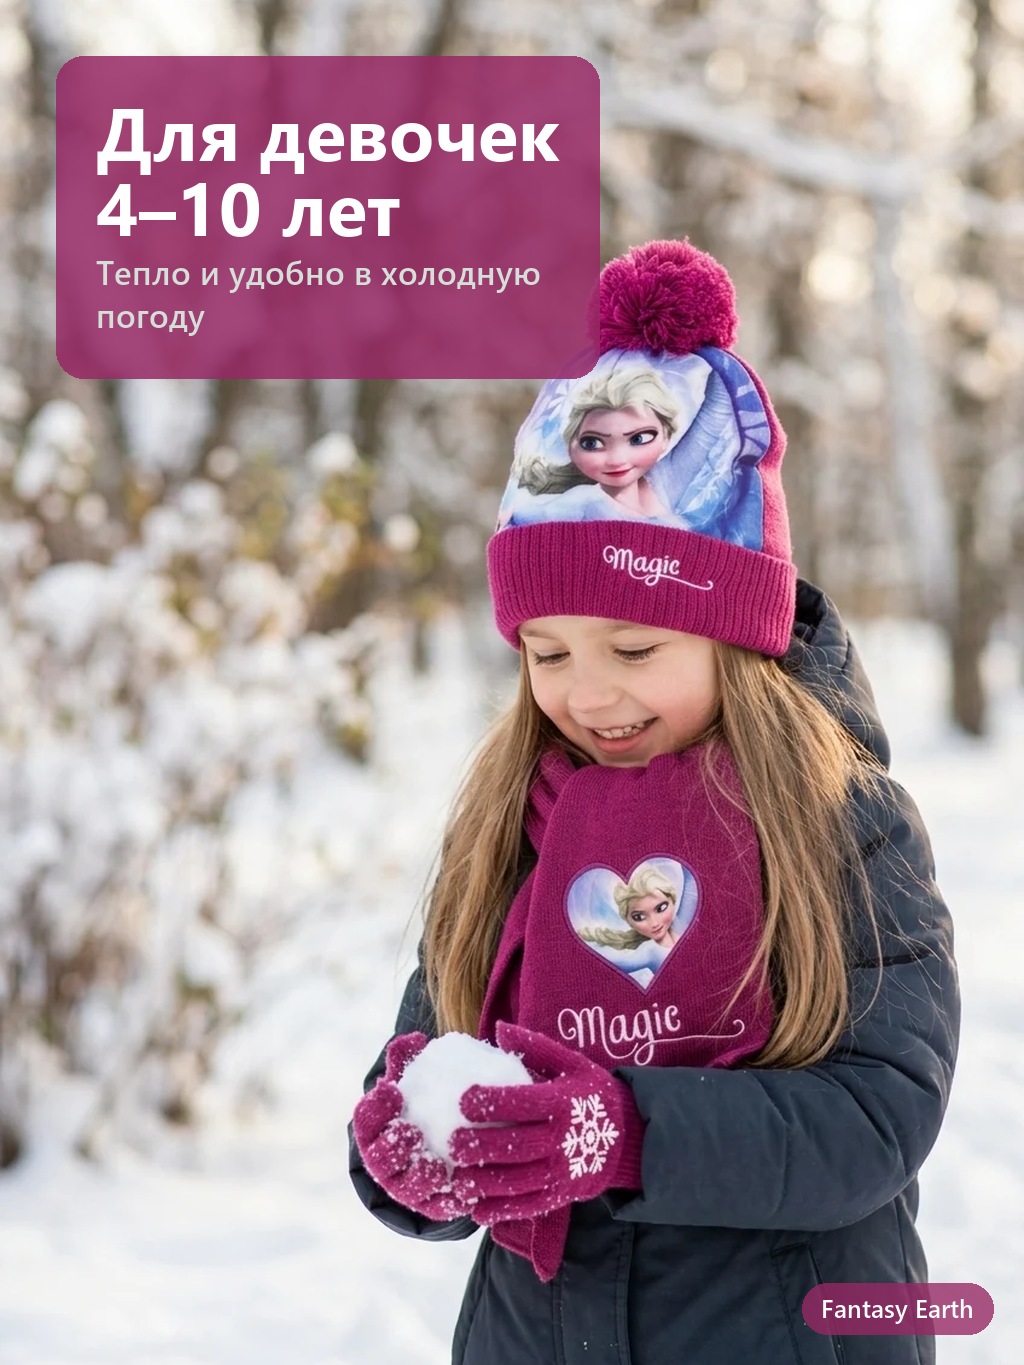 Для девочек
4–10 лет
Тепло и удобно в холодную
погоду
Magic
Magic
Fantasy Earth